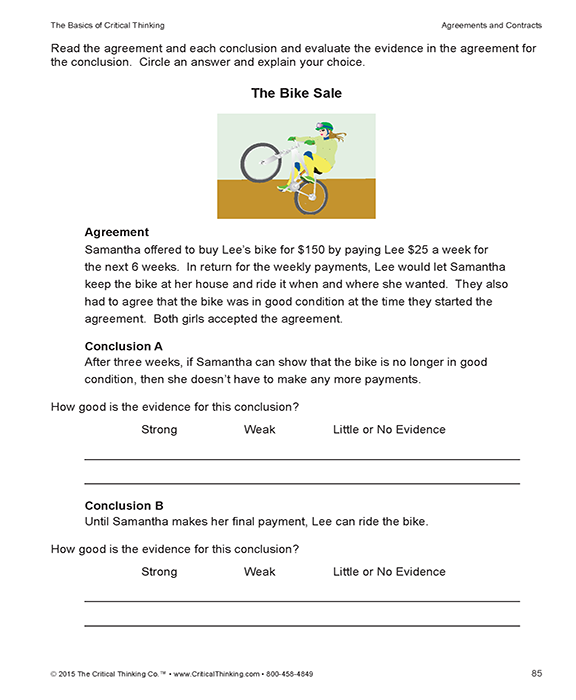 The Basics of Critical Thinking
Agreements and Contracts
Read the agreement and each conclusion and evaluate the evidence in the agreement for
the conclusion.  Circle an answer and explain your choice.
The Bike Sale
Agreement
Samantha offered to buy Lee's bike for $150 by paying Lee $25 a week for
the next 6 weeks.  In return for the weekly payments, Lee would let Samantha
keep the bike at her house and ride it when and where she wanted.  They also
had to agree that the bike was in good condition at the time they started the
agreement.  Both girls accepted the agreement.
Conclusion A
After three weeks, if Samantha can show that the bike is no longer in good
condition, then she doesn't have to make any more payments.
How good is the evidence for this conclusion?
Strong Weak Little or No Evidence
Conclusion B
Until Samantha makes her final payment, Lee can ride the bike.
How good is the evidence for this conclusion?
Strong Weak Little or No Evidence
© 2015 The Critical Thinking Co.™ • www.CriticalThinking.com • 800-458-4849
85